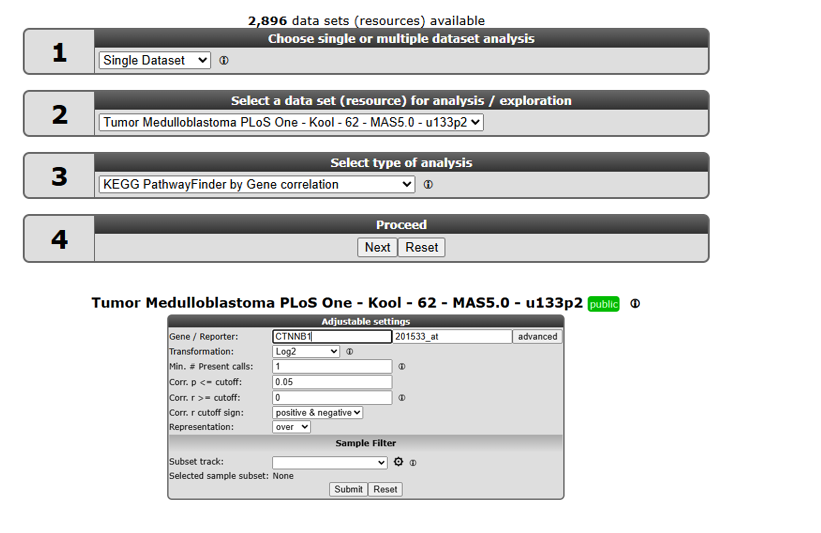 2,896 data sets (resources) available
1
Choose single or multiple dataset analysis
Single Dataset
2
Select a data set (resource) for analysis / exploration
Tumor Medulloblastoma PLoS One - Kool - 62 - MAS5.0 - u133p2
3
Select type of analysis
KEGG PathwayFinder by Gene correlation
4
Proceed
Next Reset
Tumor Medulloblastoma PLoS One - Kool - 62 - MAS5.0 - u133p2 public
Adjustable settings
Gene / Reporter: CTNNB1 201533_at advanced
Transformation: Log2
Min. # Present calls: 1
Corr. p <= cutoff: 0.05
Corr. r >= cutoff: 0
Corr. r cutoff sign: positive & negative
Representation: over
Sample Filter
Subset track:
Selected sample subset: None
Submit Reset